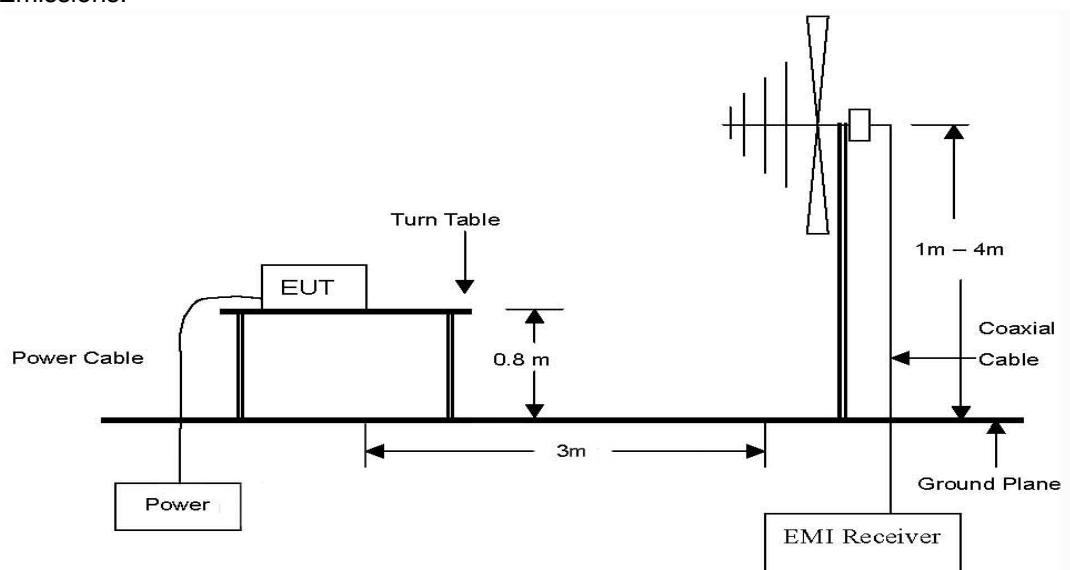 Emissions.
Turn Table
EUT
1m – 4m
0.8 m
Coaxial
Cable
Power Cable
3m
Ground Plane
Power
EMI Receiver